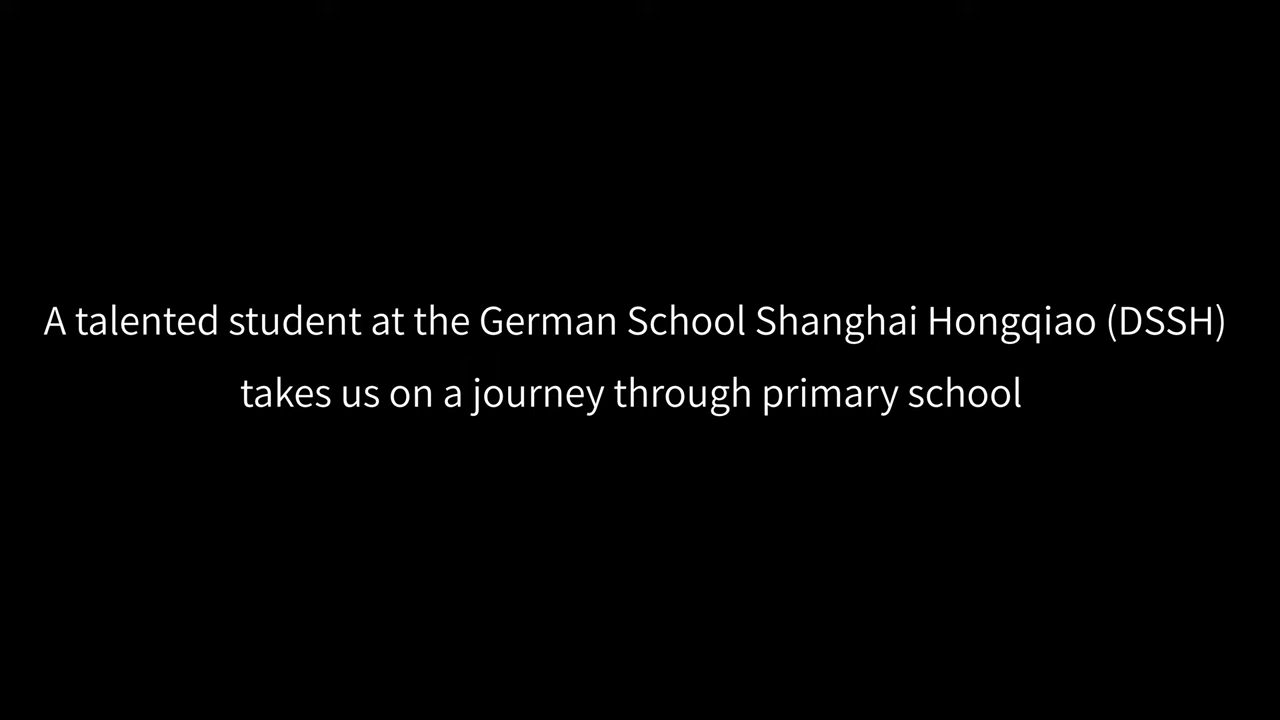 A talented student at the German School Shanghai Hongqiao (DSSH)
takes us on a journey through primary school